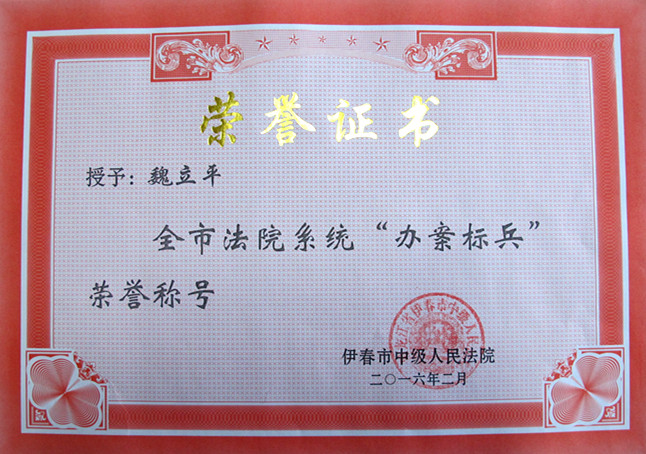 荣誉证书
授予：魏立平
全市法院系统“办案标兵”
荣誉称号
伊春市中级人民法院
二〇一六年二月